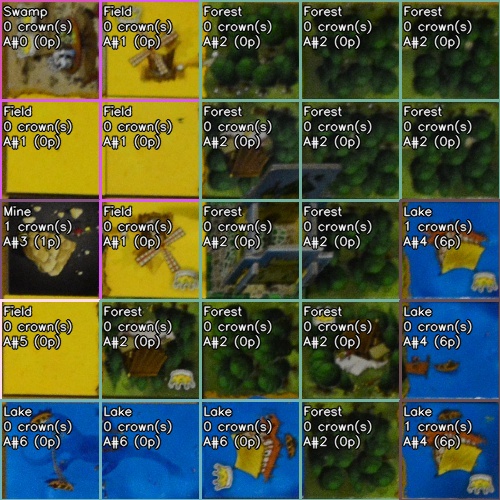 Swamp
0 crown(s)
A#0 (0p)
Field
0 crown(s)
A#1 (0p)
Forest
0 crown(s)
A#2 (0p)
Forest
0 crown(s)
A#2 (0p)
Forest
0 crown(s)
A#2 (0p)
Field
0 crown(s)
A#1 (0p)
Field
0 crown(s)
A#1 (0p)
Forest
0 crown(s)
A#2 (0p)
Forest
0 crown(s)
A#2 (0p)
Forest
0 crown(s)
A#2 (0p)
Mine
1 crown(s)
A#3 (1p)
Field
0 crown(s)
A#1 (0p)
Forest
0 crown(s)
A#2 (0p)
Forest
0 crown(s)
A#2 (0p)
Lake
1 crown(s)
A#4 (6p)
Field
0 crown(s)
A#5 (0p)
Forest
0 crown(s)
A#2 (0p)
Forest
0 crown(s)
A#2 (0p)
Forest
0 crown(s)
A#2 (0p)
Lake
0 crown(s)
A#4 (6p)
Lake
0 crown(s)
A#6 (0p)
Lake
0 crown(s)
A#6 (0p)
Lake
0 crown(s)
A#6 (0p)
Forest
0 crown(s)
A#2 (0p)
Lake
1 crown(s)
A#4 (6p)